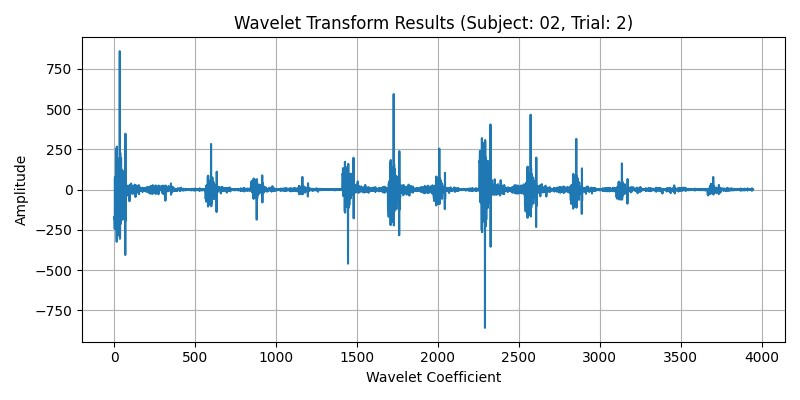 Wavelet Transform Results (Subject: 02, Trial: 2)
750
500
250
0
−250
−500
−750
Amplitude
0 500 1000 1500 2000 2500 3000 3500 4000
Wavelet Coefficient